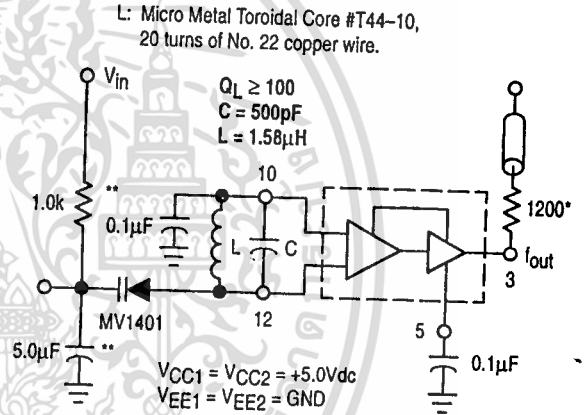 L: Micro Metal Toroidal Core #T44–10,
20 turns of No. 22 copper wire.
Vin
QL ≥ 100
C = 500pF
L = 1.58µH
10
1.0k
**
0.1µF
L
C
1200*
fout
3
12
MV1401
5
5.0µF
**
0.1µF
VCC1 = VCC2 = +5.0Vdc
VEE1 = VEE2 = GND